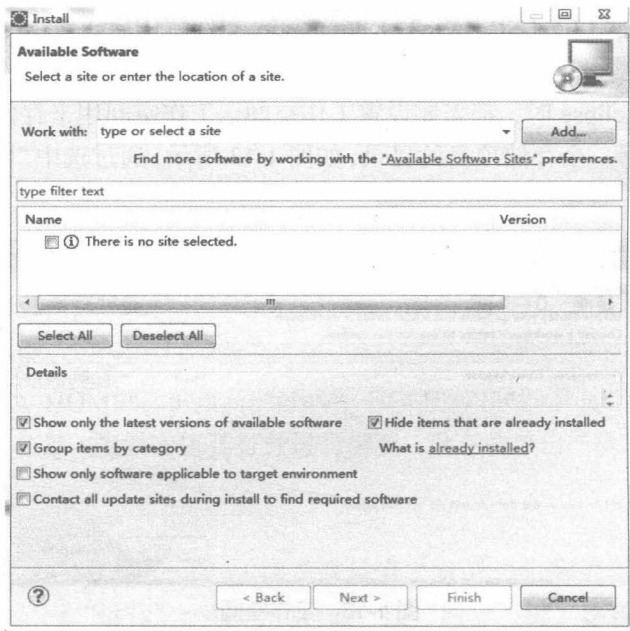 Install
Available Software
Select a site or enter the location of a site.
Work with: type or select a site Add...
Find more software by working with the "Available Software Sites" preferences.
type filter text
Name Version
There is no site selected.
Select All Deselect All
Details
Show only the latest versions of available software Hide items that are already installed
Group items by category What is already installed?
Show only software applicable to target environment
Contact all update sites during install to find required software
< Back Next > Finish Cancel